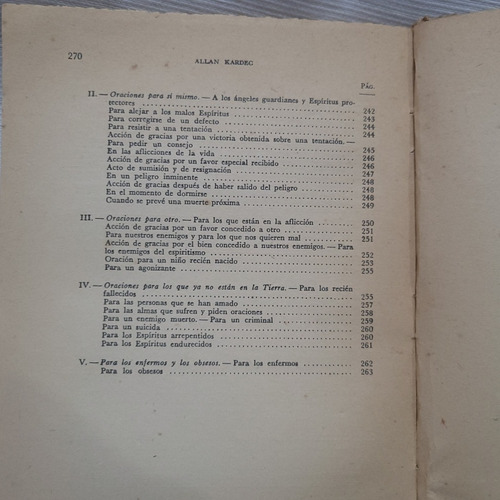 270 ALLAN KARDEC
PÁG.
II. — Oraciones para sí mismo. — A los ángeles guardianes y Espíritus pro-
tectores 242
Para alejar a los malos Espíritus 243
Para corregirse de un defecto 244
Para resistir a una tentación 244
Acción de gracias por una victoria obtenida sobre una tentación. —
Para pedir un consejo 245
En las aflicciones de la vida 246
Acción de gracias por un favor especial recibido 246
Acto de sumisión y de resignación 247
En un peligro inminente 248
Acción de gracias después de haber salido del peligro 248
En el momento de dormirse 248
Cuando se prevé una muerte próxima 249
III. — Oraciones para otro. — Para los que están en la aflicción 250
Acción de gracias por un favor concedido a otro 251
Para nuestros enemigos y para los que nos quieren mal 251
Acción de gracias por el bien concedido a nuestros enemigos. — Para
los enemigos del espiritismo 252
Oración para un niño recién nacido 253
Para un agonizante 255
IV. — Oraciones para los que ya no están en la Tierra. — Para los recién
fallecidos 255
Para las personas que se han amado 257
Para las almas que sufren y piden oraciones 258
Para un enemigo muerto. — Para un criminal 259
Para un suicida 260
Para los Espíritus arrepentidos 260
Para los Espíritus endurecidos 261
V. — Para los enfermos y los obsesos. — Para los enfermos 262
Para los obsesos 263